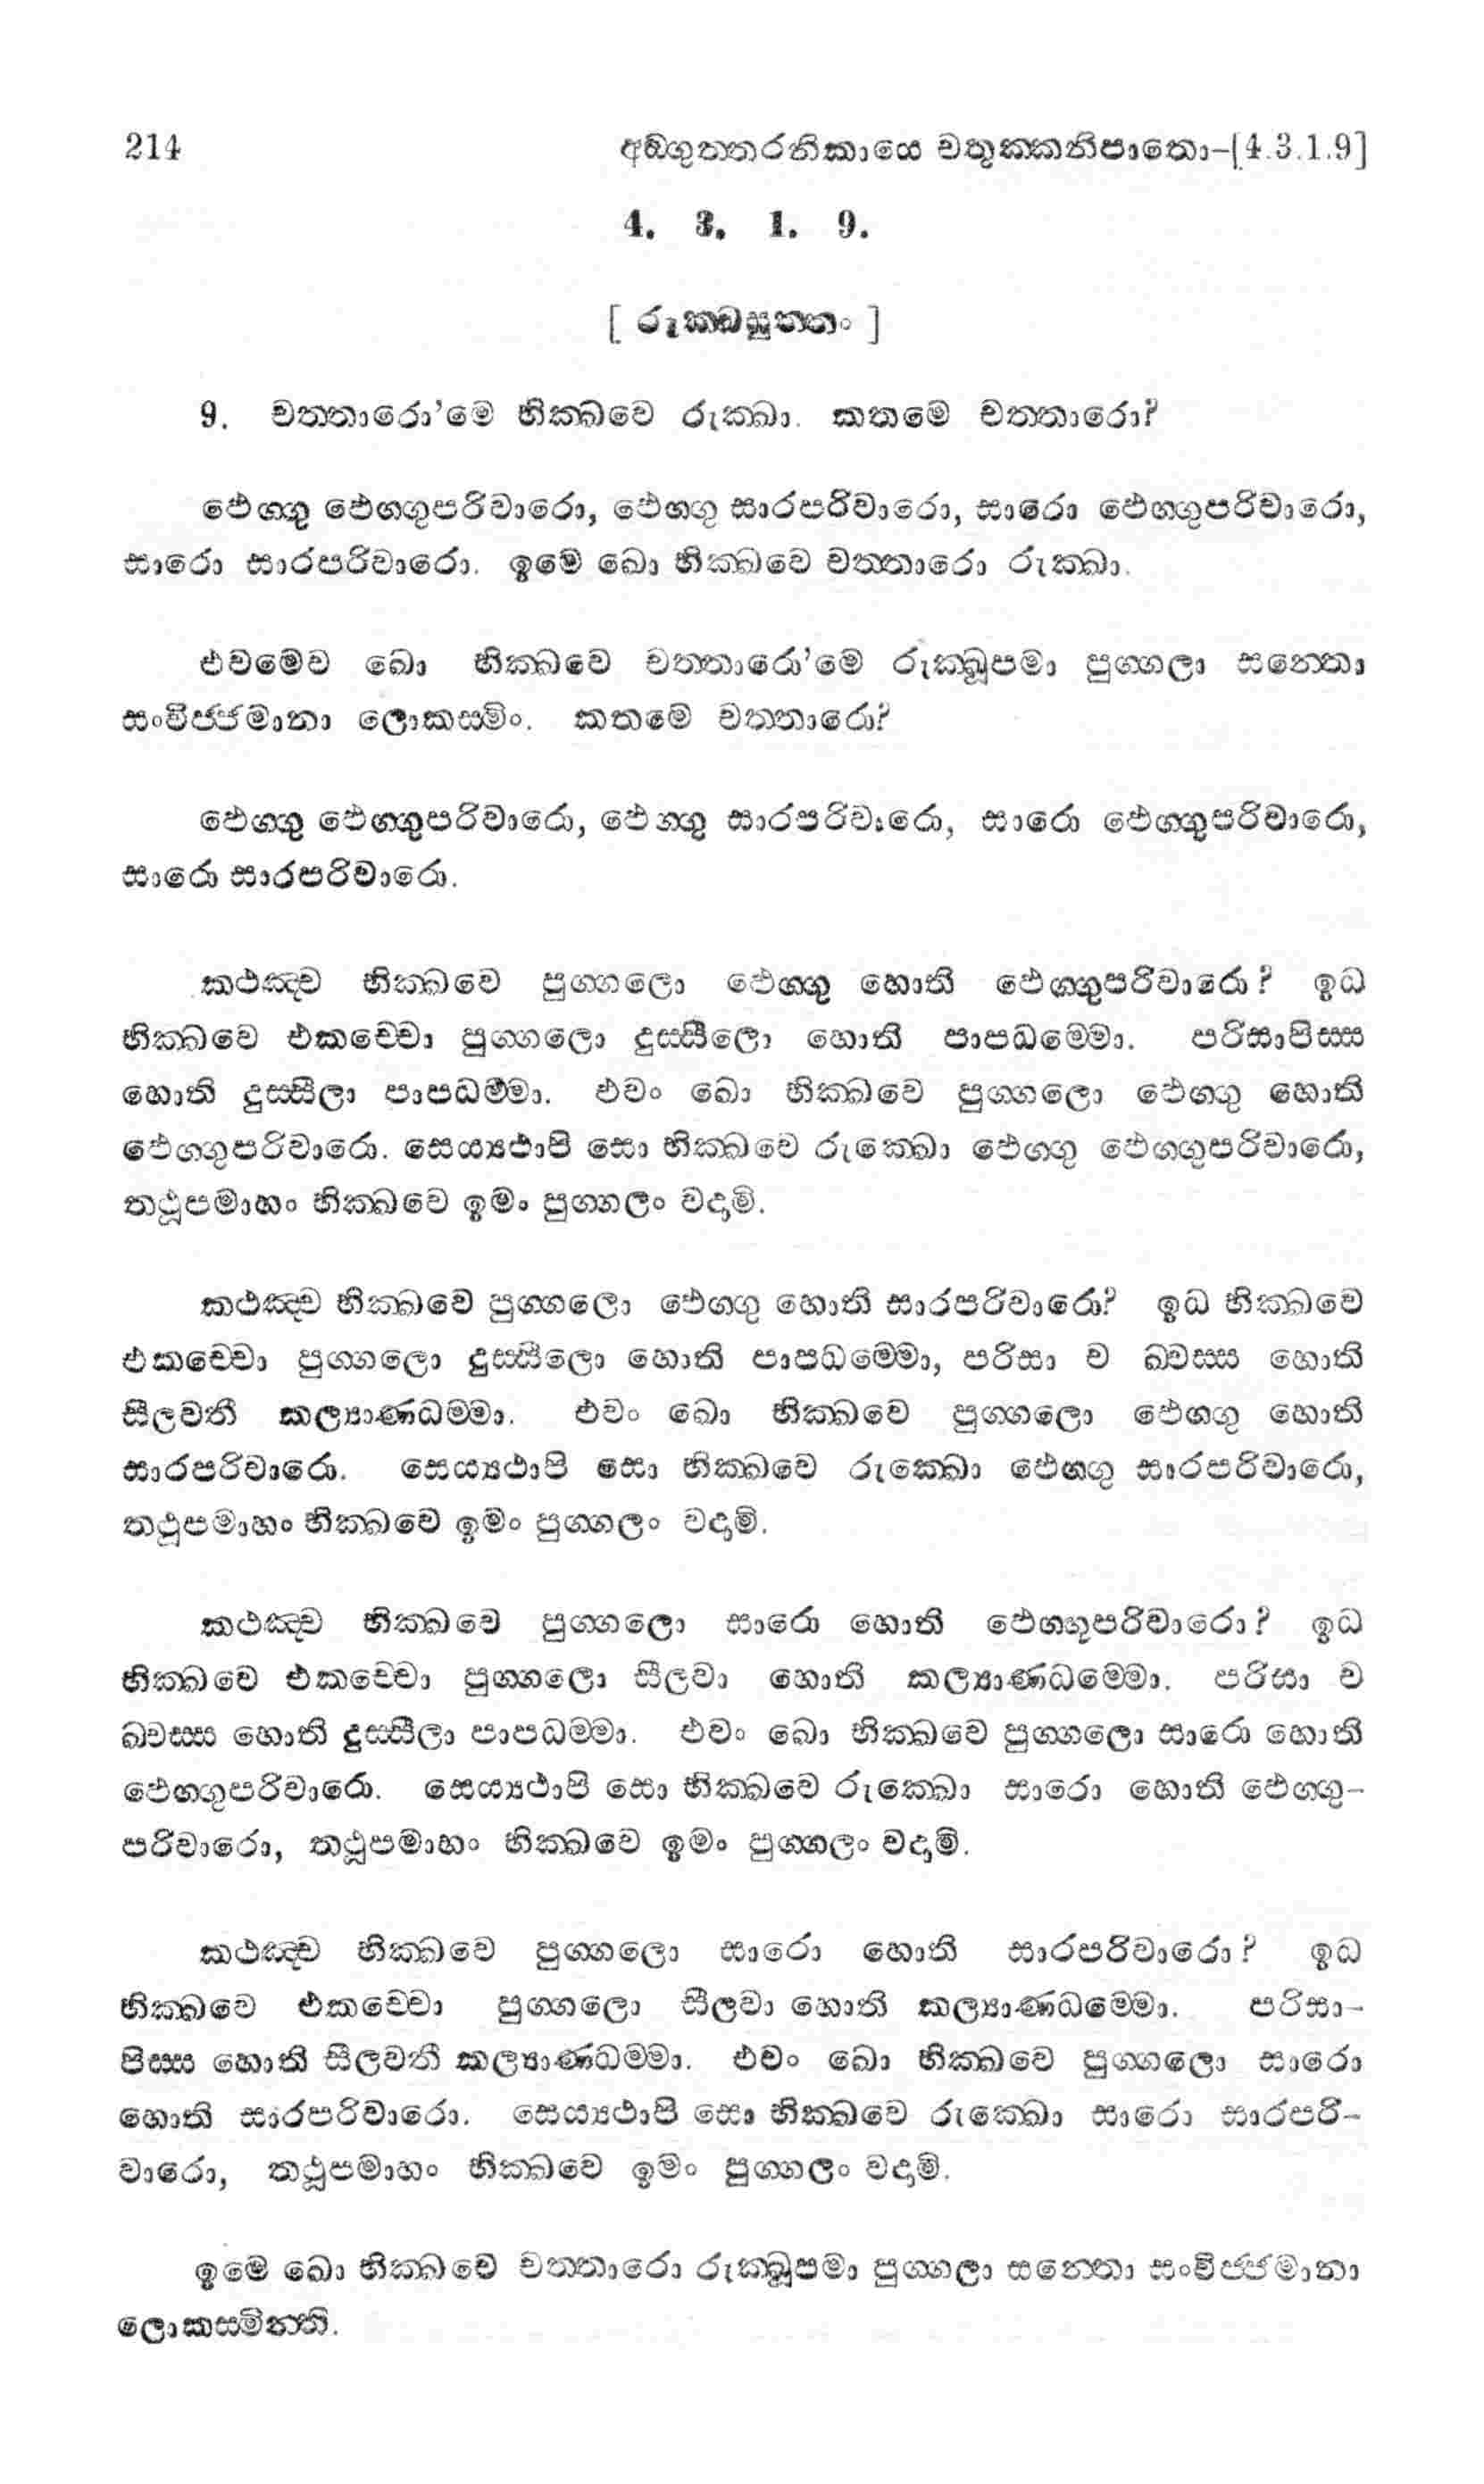 214 අඞ්ගුත්තරනිකායෙ චතුක්කනිපාතො-[4.3.1.9]
4. 3. 1. 9.
[ රුක්ඛසුත්තං ]
9. චත්තාරො’මෙ භික්ඛවෙ රුක්ඛා. කතමෙ චත්තාරො?
ඵෙග්ගු ඵෙග්ගුපරිවාරො, ඵෙග්ගු සාරපරිවාරො, සාරො ඵෙග්ගුපරිවාරො,
සාරො සාරපරිවාරො. ඉමෙ ඛො භික්ඛවෙ චත්තාරො රුක්ඛා.
එවමෙව ඛො භික්ඛවෙ චත්තාරො’මෙ රුක්ඛූපමා පුග්ගලා සන්තො
සංවිජ්ජමානා ලොකස්මිං. කතමෙ චත්තාරො?
ඵෙග්ගු ඵෙග්ගුපරිවාරො, ඵෙග්ගු සාරපරිවාරො, සාරො ඵෙග්ගුපරිවාරො,
සාරො සාරපරිවාරො.
කථඤ්ච භික්ඛවෙ පුග්ගලො ඵෙග්ගු හොති ඵෙග්ගුපරිවාරො? ඉධ
භික්ඛවෙ එකච්චො පුග්ගලො දුස්සීලො හොති පාපධම්මො. පරිසාපිස්ස
හොති දුස්සීලා පාපධම්මා. එවං ඛො භික්ඛවෙ පුග්ගලො ඵෙග්ගු හොති
ඵෙග්ගුපරිවාරො. සෙය්‍යථාපි සො භික්ඛවෙ රුක්ඛො ඵෙග්ගු ඵෙග්ගුපරිවාරො,
තථූපමාහං භික්ඛවෙ ඉමං පුග්ගලං වදාමි.
කථඤ්ච භික්ඛවෙ පුග්ගලො ඵෙග්ගු හොති සාරපරිවාරො? ඉධ භික්ඛවෙ
එකච්චො පුග්ගලො දුස්සීලො හොති පාපධම්මො, පරිසා ච ඛ්වස්ස හොති
සීලවතී කල්‍යාණධම්මා. එවං ඛො භික්ඛවෙ පුග්ගලො ඵෙග්ගු හොති
සාරපරිවාරො. සෙය්‍යථාපි සො භික්ඛවෙ රුක්ඛො ඵෙග්ගු සාරපරිවාරො,
තථූපමාහං භික්ඛවෙ ඉමං පුග්ගලං වදාමි.
කථඤ්ච භික්ඛවෙ පුග්ගලො සාරො හොති ඵෙග්ගුපරිවාරො? ඉධ
භික්ඛවෙ එකච්චො පුග්ගලො සීලවා හොති කල්‍යාණධම්මො. පරිසා ච
ඛ්වස්ස හොති දුස්සීලා පාපධම්මා. එවං ඛො භික්ඛවෙ පුග්ගලො සාරො හොති
ඵෙග්ගුපරිවාරො. සෙය්‍යථාපි සො භික්ඛවෙ රුක්ඛො සාරො හොති ඵෙග්ගු-
පරිවාරො, තථූපමාහං භික්ඛවෙ ඉමං පුග්ගලං වදාමි.
කථඤ්ච භික්ඛවෙ පුග්ගලො සාරො හොති සාරපරිවාරො? ඉධ
භික්ඛවෙ එකච්චො පුග්ගලො සීලවා හොති කල්‍යාණධම්මො. පරිසා-
පිස්ස හොති සීලවතී කල්‍යාණධම්මා. එවං ඛො භික්ඛවෙ පුග්ගලො සාරො
හොති සාරපරිවාරො. සෙය්‍යථාපි සො භික්ඛවෙ රුක්ඛො සාරො සාරපරි-
වාරො, තථූපමාහං භික්ඛවෙ ඉමං පුග්ගලං වදාමි.
ඉමෙ ඛො භික්ඛවෙ චත්තාරො රුක්ඛූපමා පුග්ගලා සන්තො සංවිජ්ජමානා
ලොකස්මින්ති.